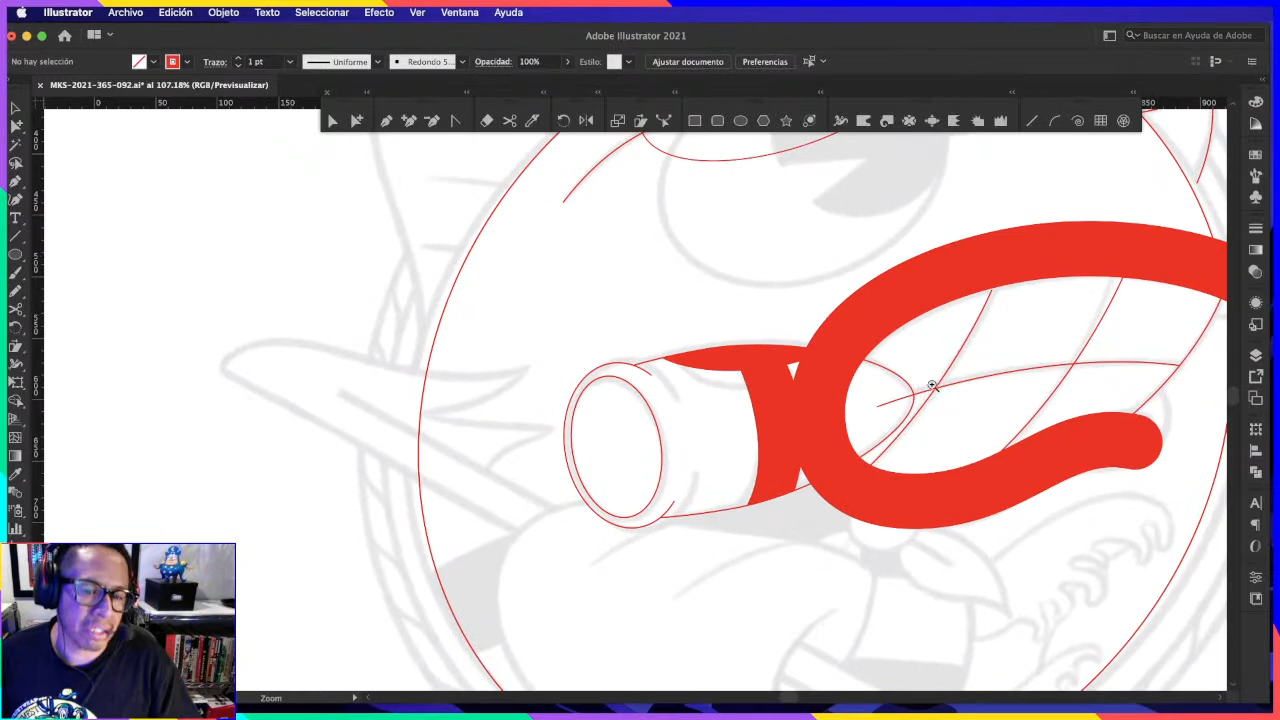 Illustrator Archivo Edición Objeto Texto Seleccionar Efecto Ver Ventana Ayuda
Adobe Illustrator 2021
Buscar en Ayuda de Adobe
No hay selección Trazo: 1 pt Uniforme Redondo 5... Opacidad: 100% Estilo: Ajustar documento Preferencias
MKS-2021-365-092.ai* al 107.18% (RGB/Previsualizar)
0 50 100 150 850 900
Zoom